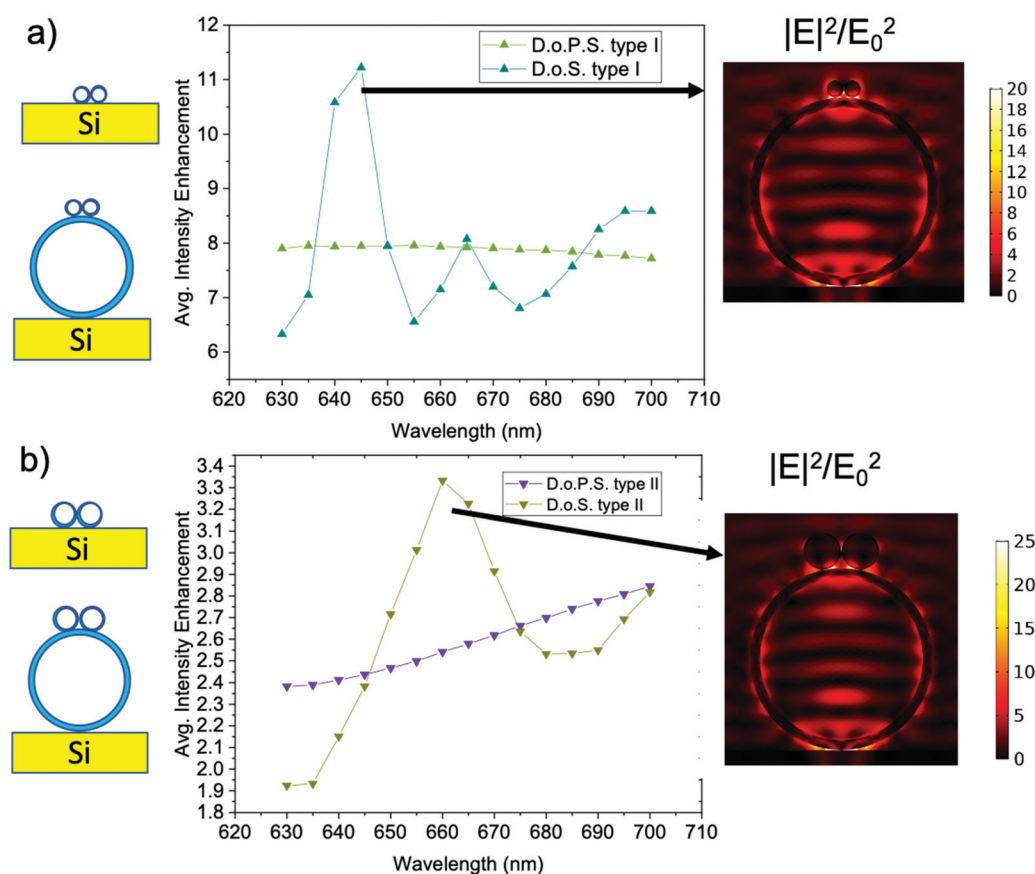 a)
Si
Si
Avg. Intensity Enhancement
12
11
10
9
8
7
6
D.o.P.S. type I
D.o.S. type I
620 630 640 650 660 670 680 690 700 710
Wavelength (nm)
|E|²/E₀²
20
18
16
14
12
10
8
6
4
2
0
b)
Si
Si
Avg. Intensity Enhancement
3.4
3.3
3.2
3.1
3.0
2.9
2.8
2.7
2.6
2.5
2.4
2.3
2.2
2.1
2.0
1.9
1.8
D.o.P.S. type II
D.o.S. type II
620 630 640 650 660 670 680 690 700 710
Wavelength (nm)
|E|²/E₀²
25
20
15
10
5
0